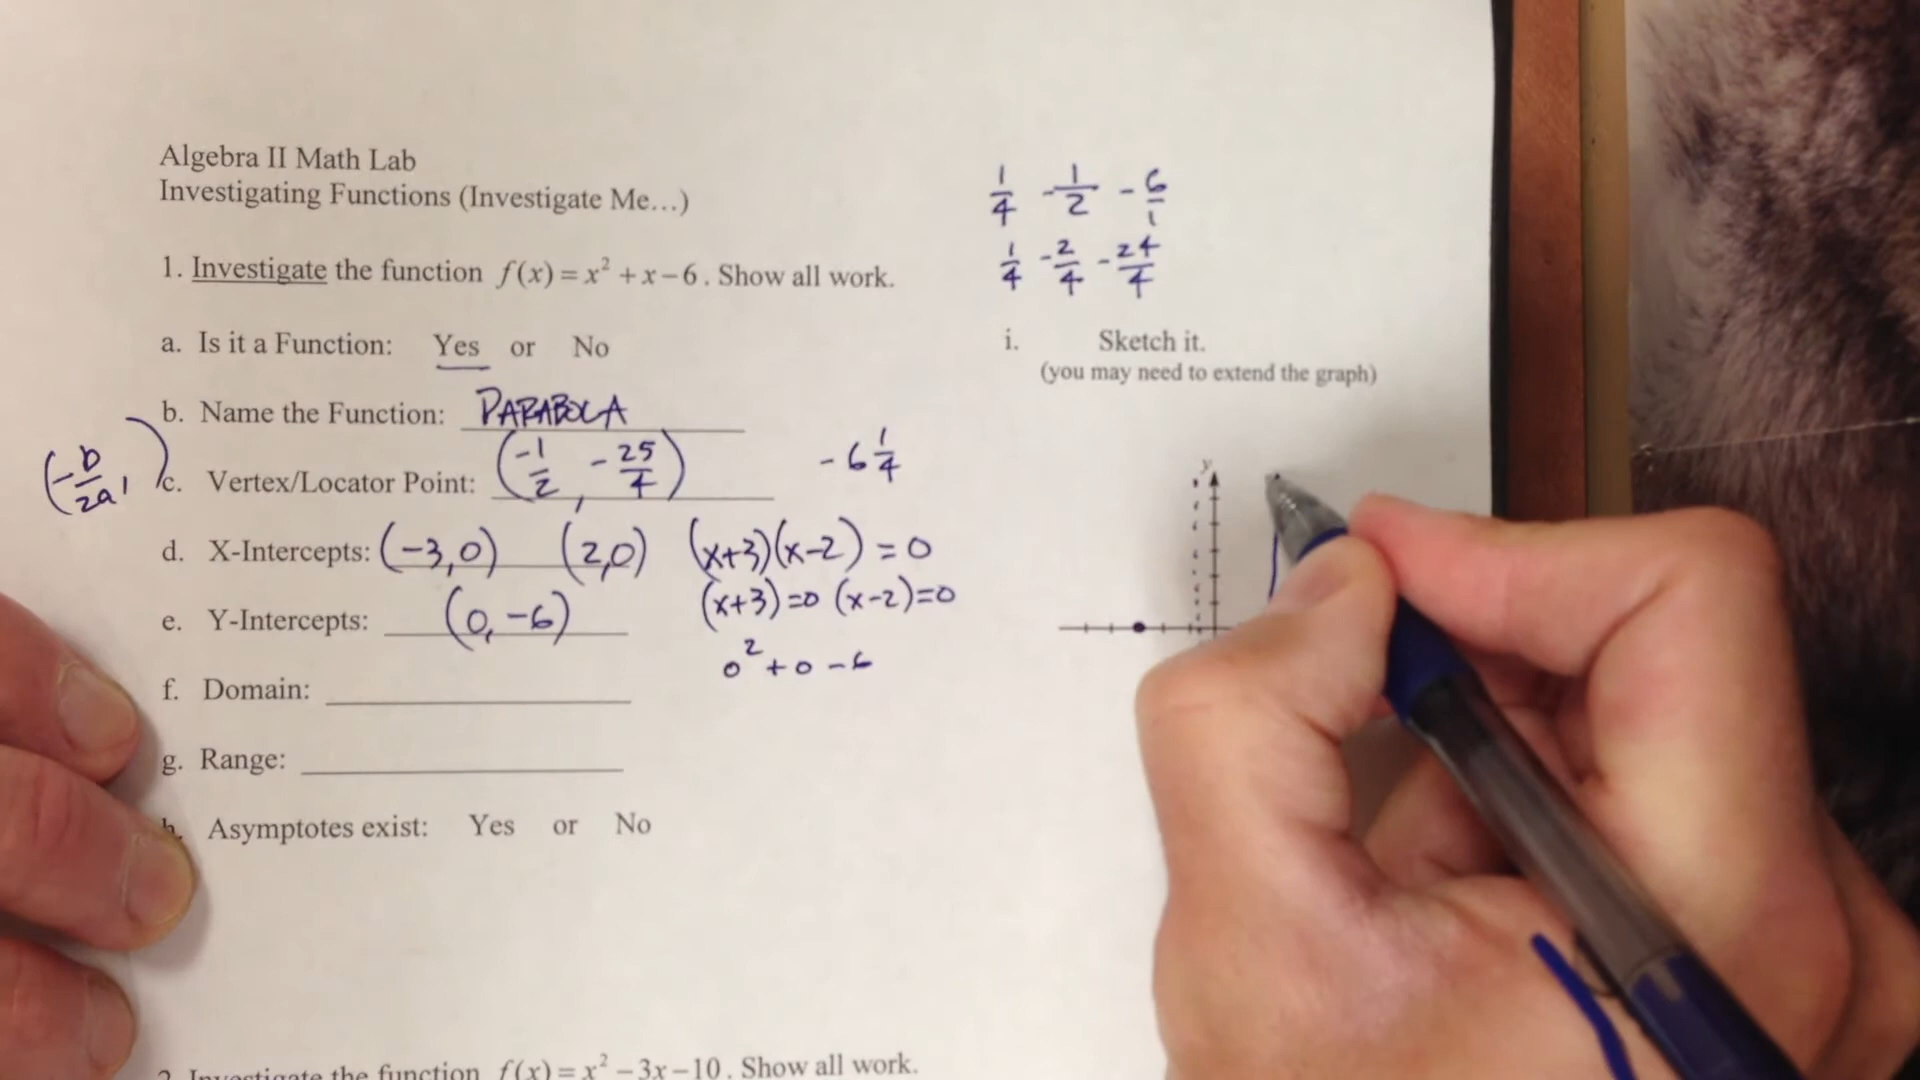 Algebra II Math Lab
Investigating Functions (Investigate Me...)
1/4 - 1/2 - 6/1
1/4 - 2/4 - 24/4
1. Investigate the function f(x) = x² + x − 6. Show all work.
a. Is it a Function: Yes or No
i. Sketch it.
(you may need to extend the graph)
b. Name the Function: PARABOLA
(-b/2a, )
c. Vertex/Locator Point: (-1/2, -25/4)
-6 1/4
y
d. X-Intercepts: (-3,0) (2,0) (x+3)(x-2) = 0
(x+3)=0 (x-2)=0
e. Y-Intercepts: (0,-6)
0² + 0 - 6
f. Domain:
g. Range:
h. Asymptotes exist: Yes or No
2. Investigate the function f(x) = x² − 3x − 10. Show all work.